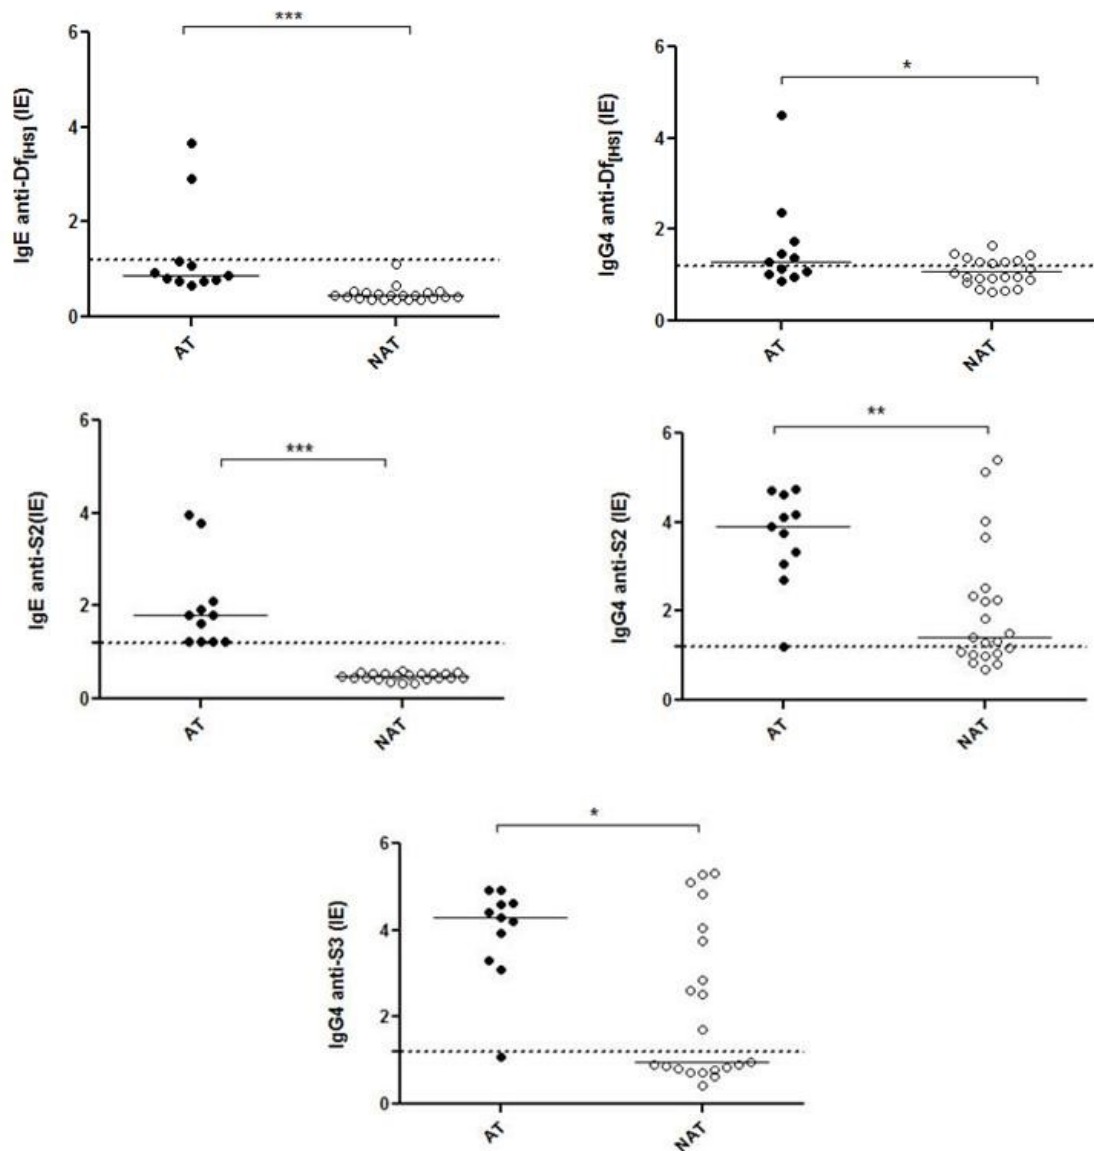 ***
6
4
2
0
IgE anti-Df[HS] (IE)
AT
NAT
*
6
4
2
0
IgG4 anti-Df[HS] (IE)
AT
NAT
***
6
4
2
0
IgE anti-S2(IE)
AT
NAT
**
6
4
2
0
IgG4 anti-S2 (IE)
AT
NAT
*
6
4
2
0
IgG4 anti-S3 (IE)
AT
NAT